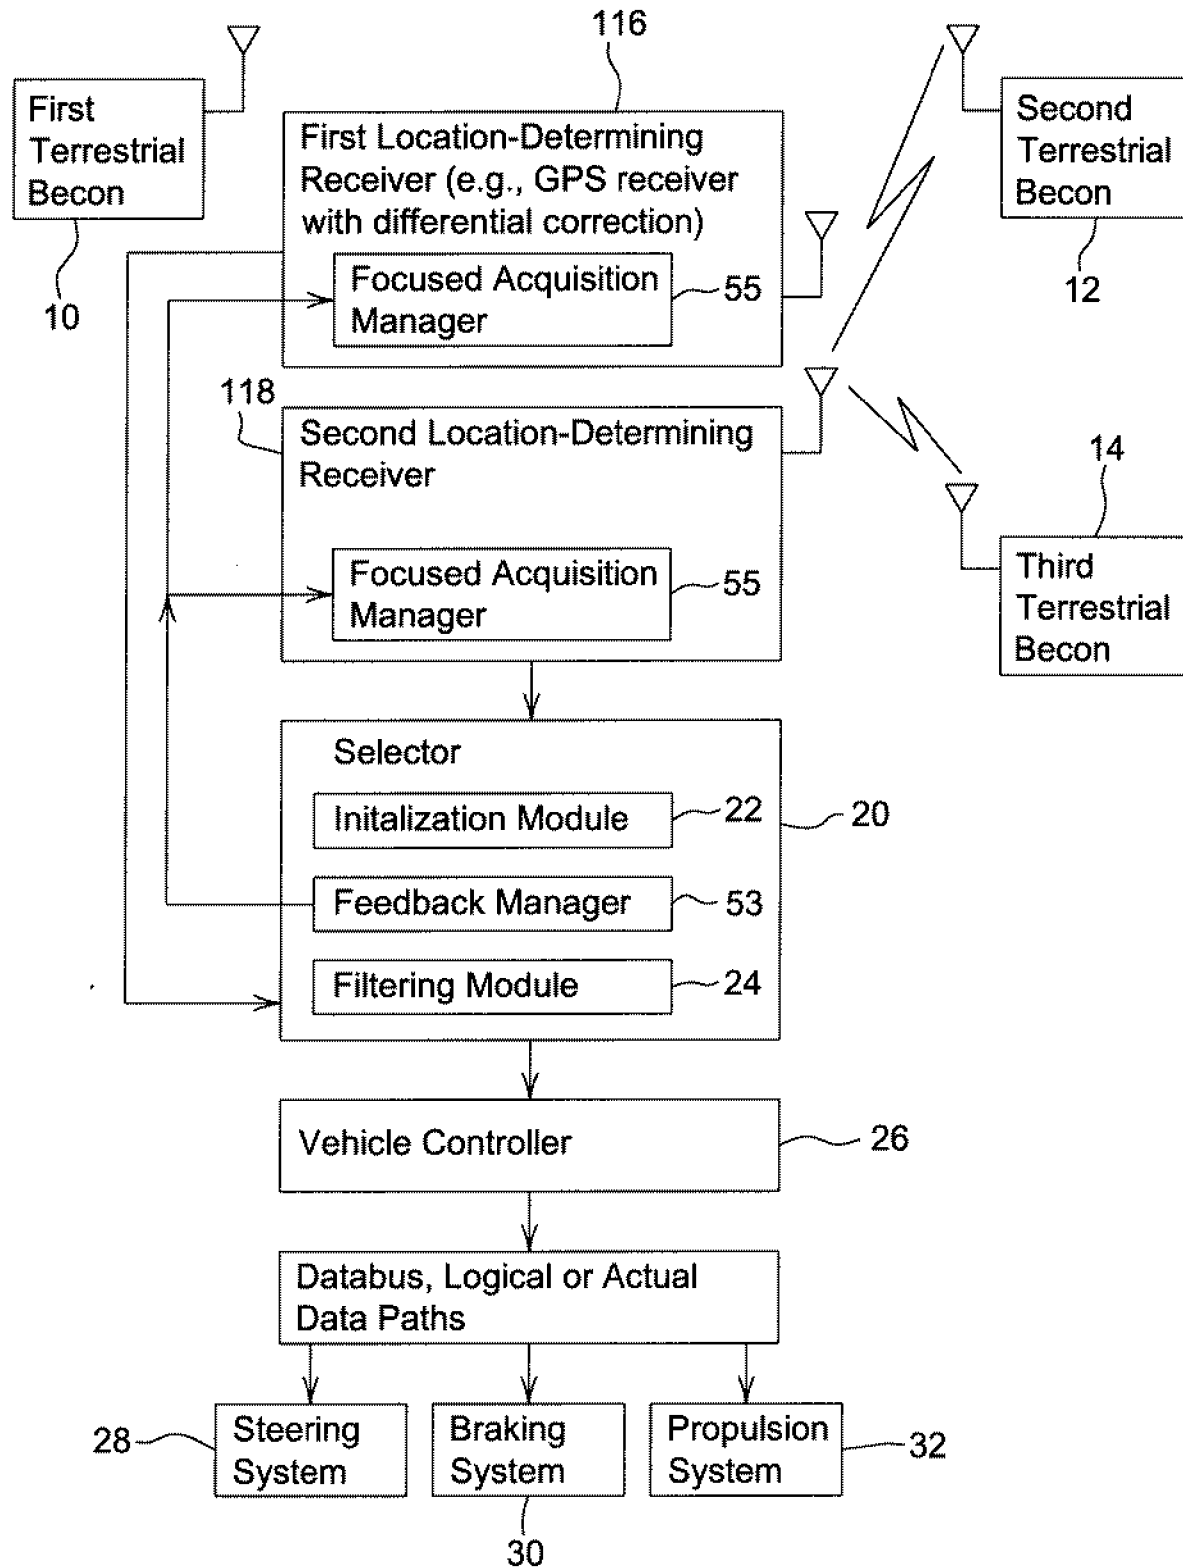 116
First
Terrestrial
Becon
10
First Location-Determining
Receiver (e.g., GPS receiver
with differential correction)
Focused Acquisition
Manager
55
Second
Terrestrial
Becon
12
118
Second Location-Determining
Receiver
Focused Acquisition
Manager
55
14
Third
Terrestrial
Becon
Selector
Initalization Module
22
20
Feedback Manager
53
Filtering Module
24
Vehicle Controller
26
Databus, Logical or Actual
Data Paths
28
Steering
System
Braking
System
30
Propulsion
System
32